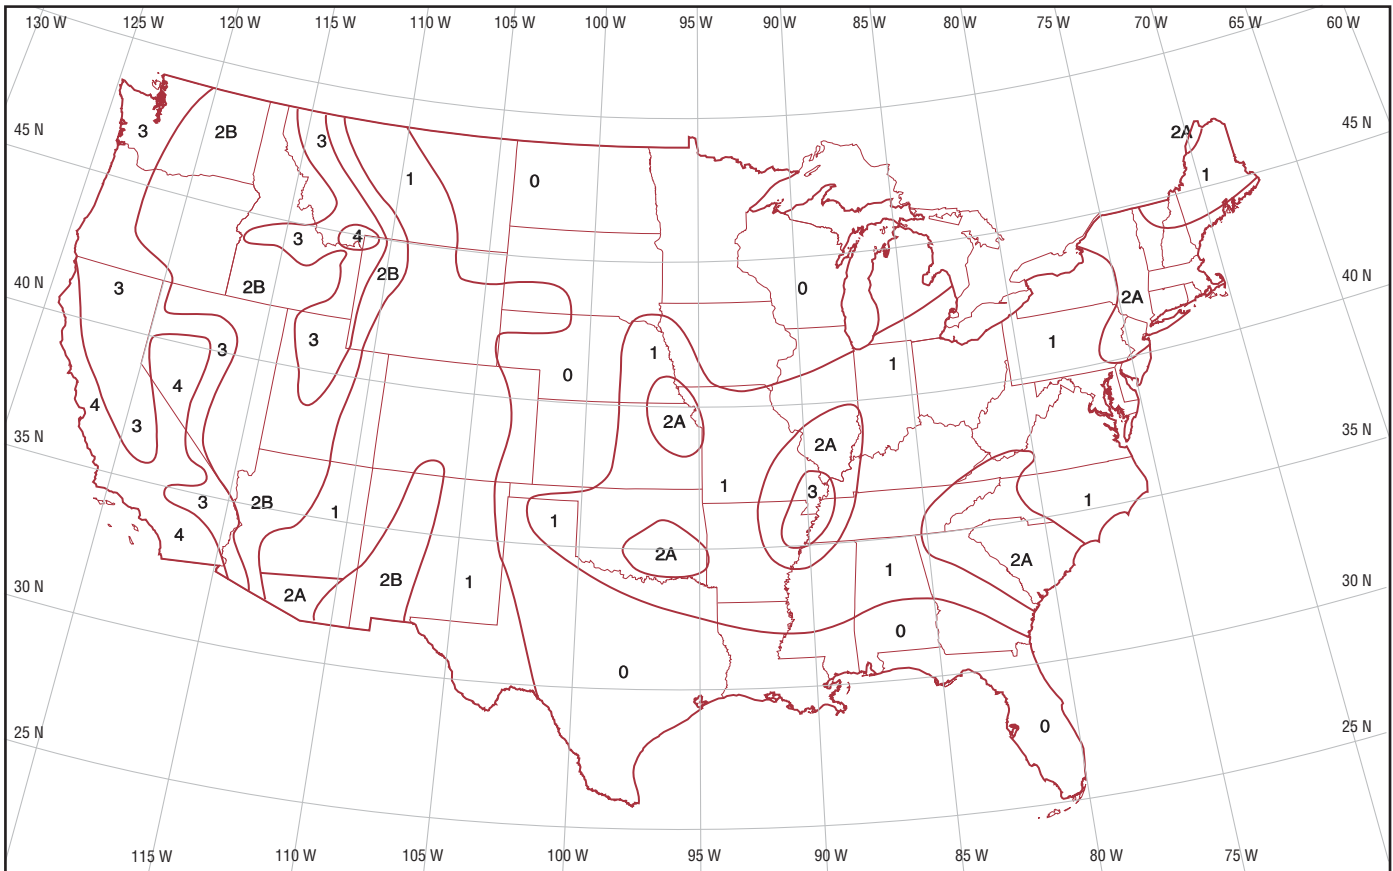 130 W 125 W 120 W 115 W 110 W 105 W 100 W 95 W 90 W 85 W 80 W 75 W 70 W 65 W 60 W
45 N 3 2B 3 2A 45 N
1 0 1
3 4
2B 40 N
40 N 3 2B 0 2A
3 3 1 1 1
4 0
4 3 2A 2A 35 N
35 N
3 2B 1 1 3 1
4 1 2A 2A
30 N 2A 2B 1 1 30 N
0
0
25 N 0 25 N
115 W 110 W 105 W 100 W 95 W 90 W 85 W 80 W 75 W